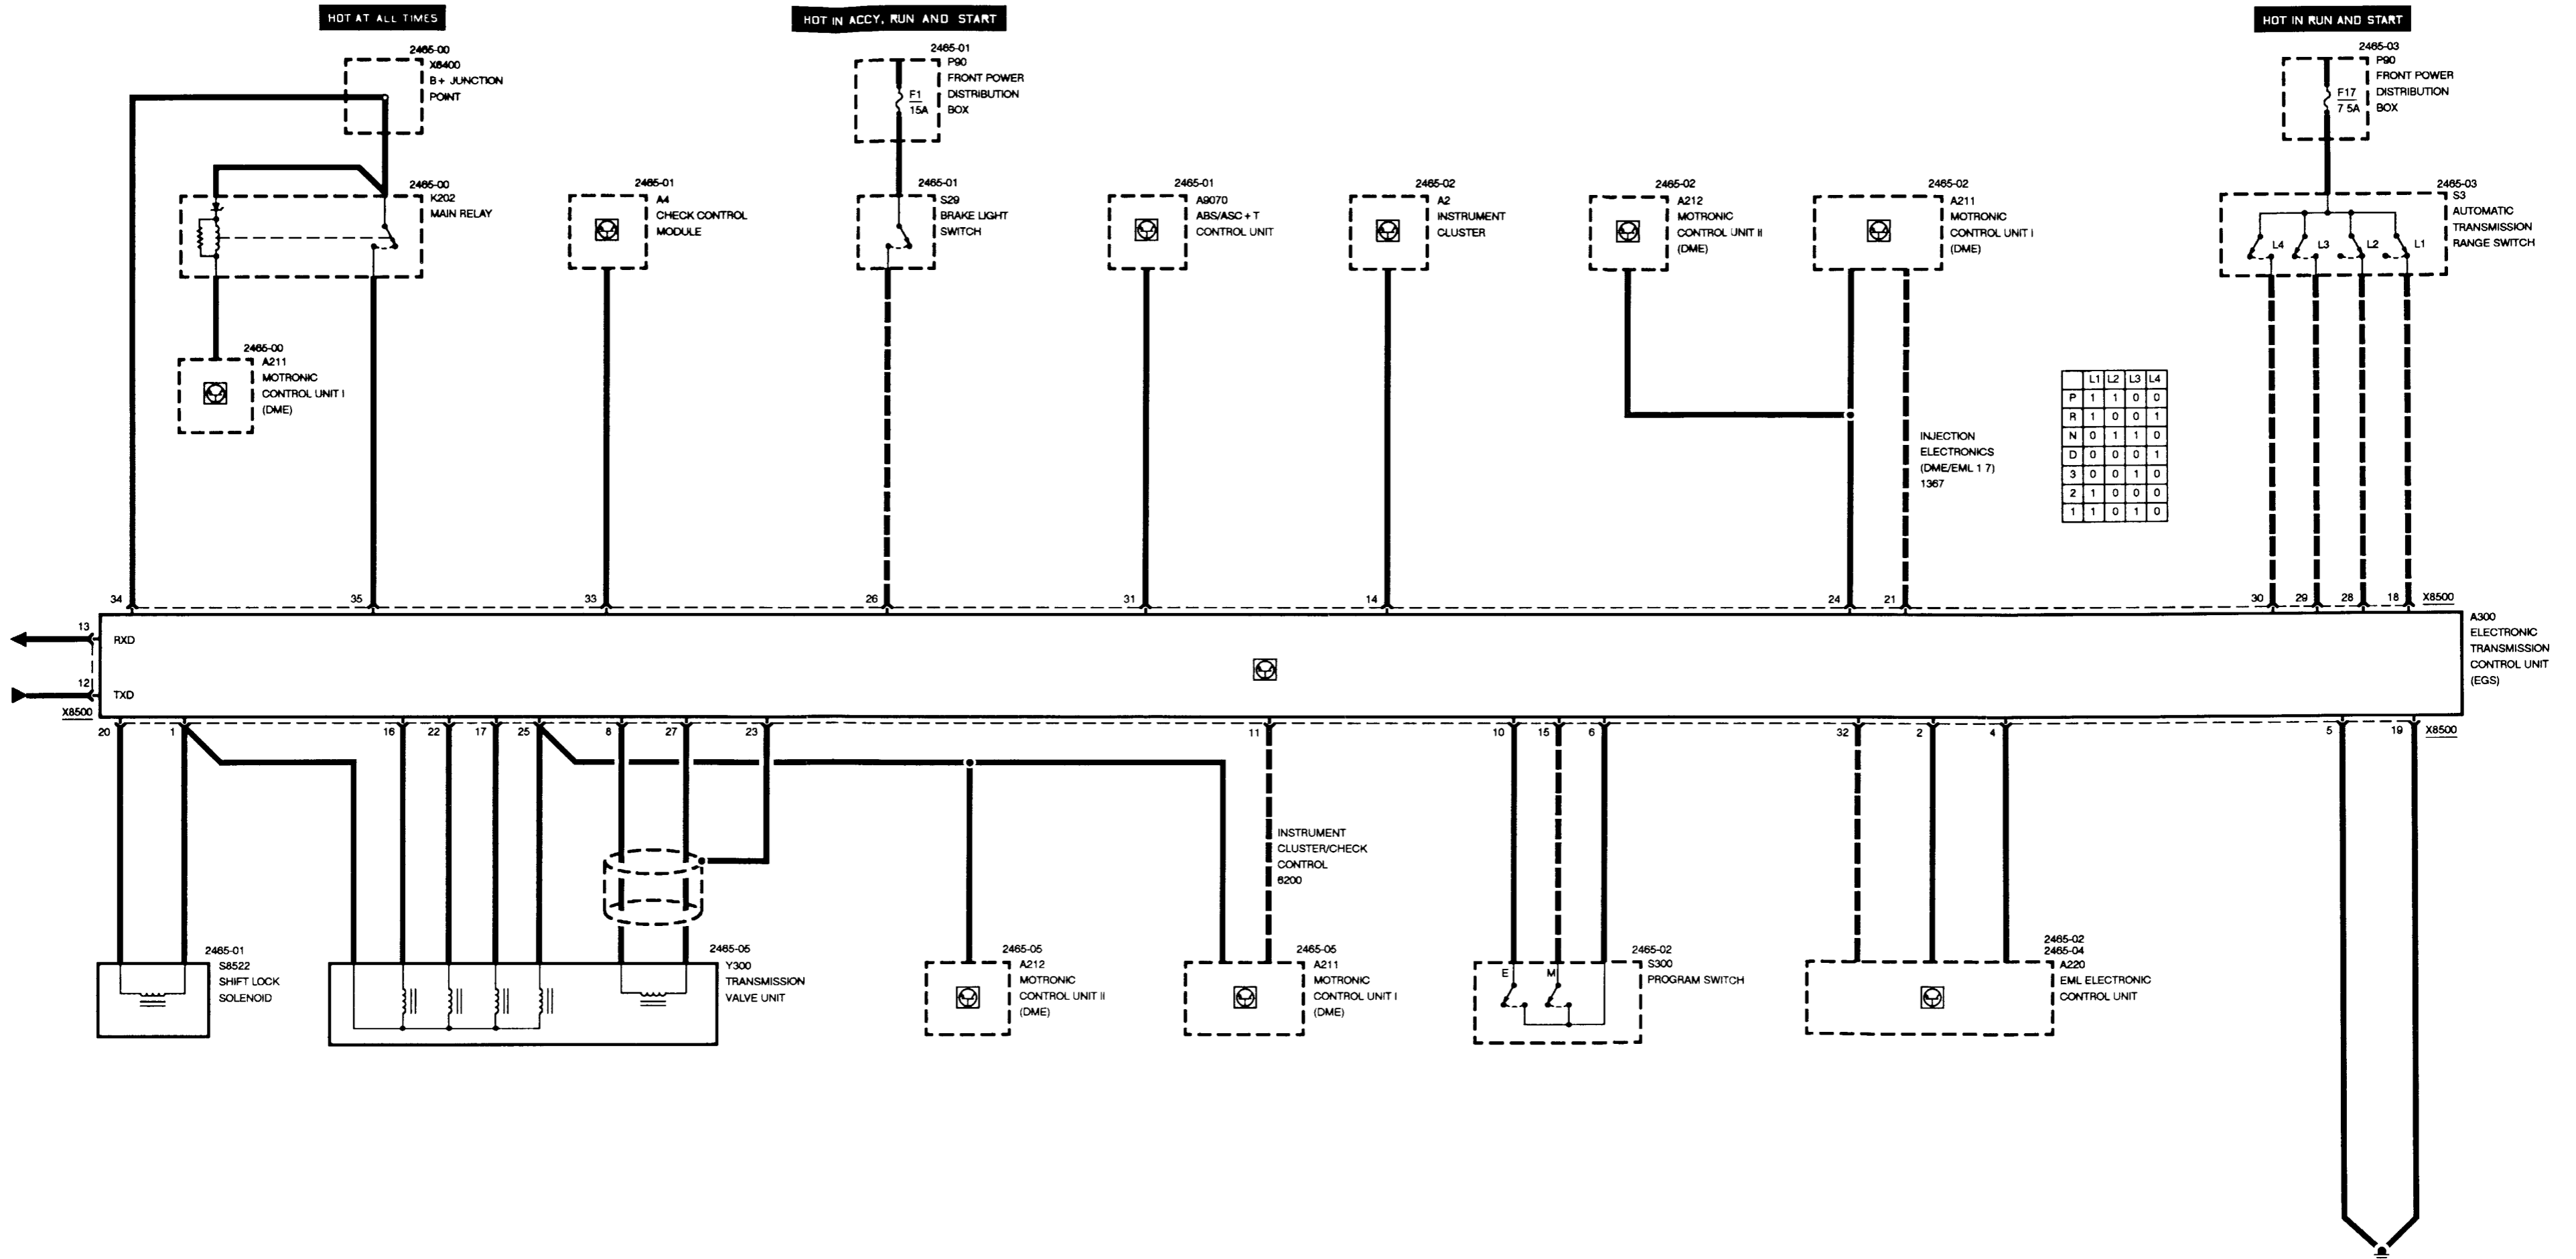 HOT AT ALL TIMES
HOT IN ACCY, RUN AND START
HOT IN RUN AND START
2465-00
X6400
B+ JUNCTION
POINT
2465-01
P90
FRONT POWER
DISTRIBUTION
BOX
F1
15A
2465-03
P90
FRONT POWER
DISTRIBUTION
BOX
F17
7 5A
2465-00
K202
MAIN RELAY
2465-01
A4
CHECK CONTROL
MODULE
2465-01
S29
BRAKE LIGHT
SWITCH
2465-01
A9070
ABS/ASC+T
CONTROL UNIT
2465-02
A2
INSTRUMENT
CLUSTER
2465-02
A212
MOTRONIC
CONTROL UNIT II
(DME)
2465-02
A211
MOTRONIC
CONTROL UNIT I
(DME)
2465-03
S3
AUTOMATIC
TRANSMISSION
RANGE SWITCH
L4 L3 L2 L1
2465-00
A211
MOTRONIC
CONTROL UNIT I
(DME)
INJECTION
ELECTRONICS
(DME/EML 1 7)
1367
L1 L2 L3 L4
P 1 1 0 0
R 1 0 0 1
N 0 1 1 0
D 0 0 0 1
3 0 0 1 0
2 1 0 0 0
1 1 0 1 0
34 35 33 26 31 14 24 21 30 29 28 18 X8500
13 RXD
12 TXD
X8500
A300
ELECTRONIC
TRANSMISSION
CONTROL UNIT
(EGS)
20 1 16 22 17 25 8 27 23 11 10 15 6 32 2 4 5 19 X8500
INSTRUMENT
CLUSTER/CHECK
CONTROL
6200
2465-01
S8522
SHIFT LOCK
SOLENOID
2465-05
Y300
TRANSMISSION
VALVE UNIT
2465-05
A212
MOTRONIC
CONTROL UNIT II
(DME)
2465-05
A211
MOTRONIC
CONTROL UNIT I
(DME)
E M
2465-02
S300
PROGRAM SWITCH
2465-02
2465-04
A220
EML ELECTRONIC
CONTROL UNIT